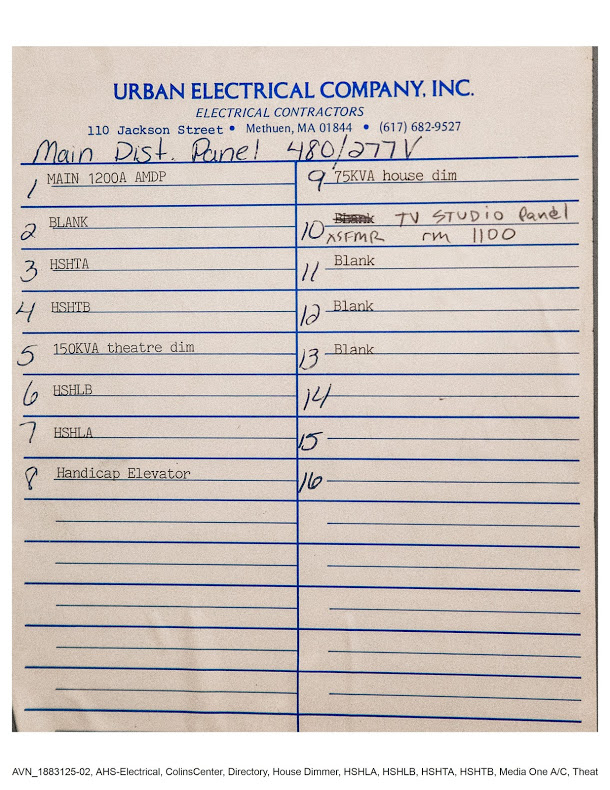 URBAN ELECTRICAL COMPANY, INC.
ELECTRICAL CONTRACTORS
110 Jackson Street • Methuen, MA 01844 • (617) 682-9527
Main Dist. Panel 480/277V
1 MAIN 1200A AMDP
2 BLANK
3 HSHTA
4 HSHTB
5 150KVA theatre dim
6 HSHLB
7 HSHLA
8 Handicap Elevator
9 75KVA house dim
10 Blank TV STUDIO Panel
XSFMR rm 1100
11 Blank
12 Blank
13 Blank
14
15
16
AVN_1883125-02, AHS-Electrical, ColinsCenter, Directory, House Dimmer, HSHLA, HSHLB, HSHTA, HSHTB, Media One A/C, Theat